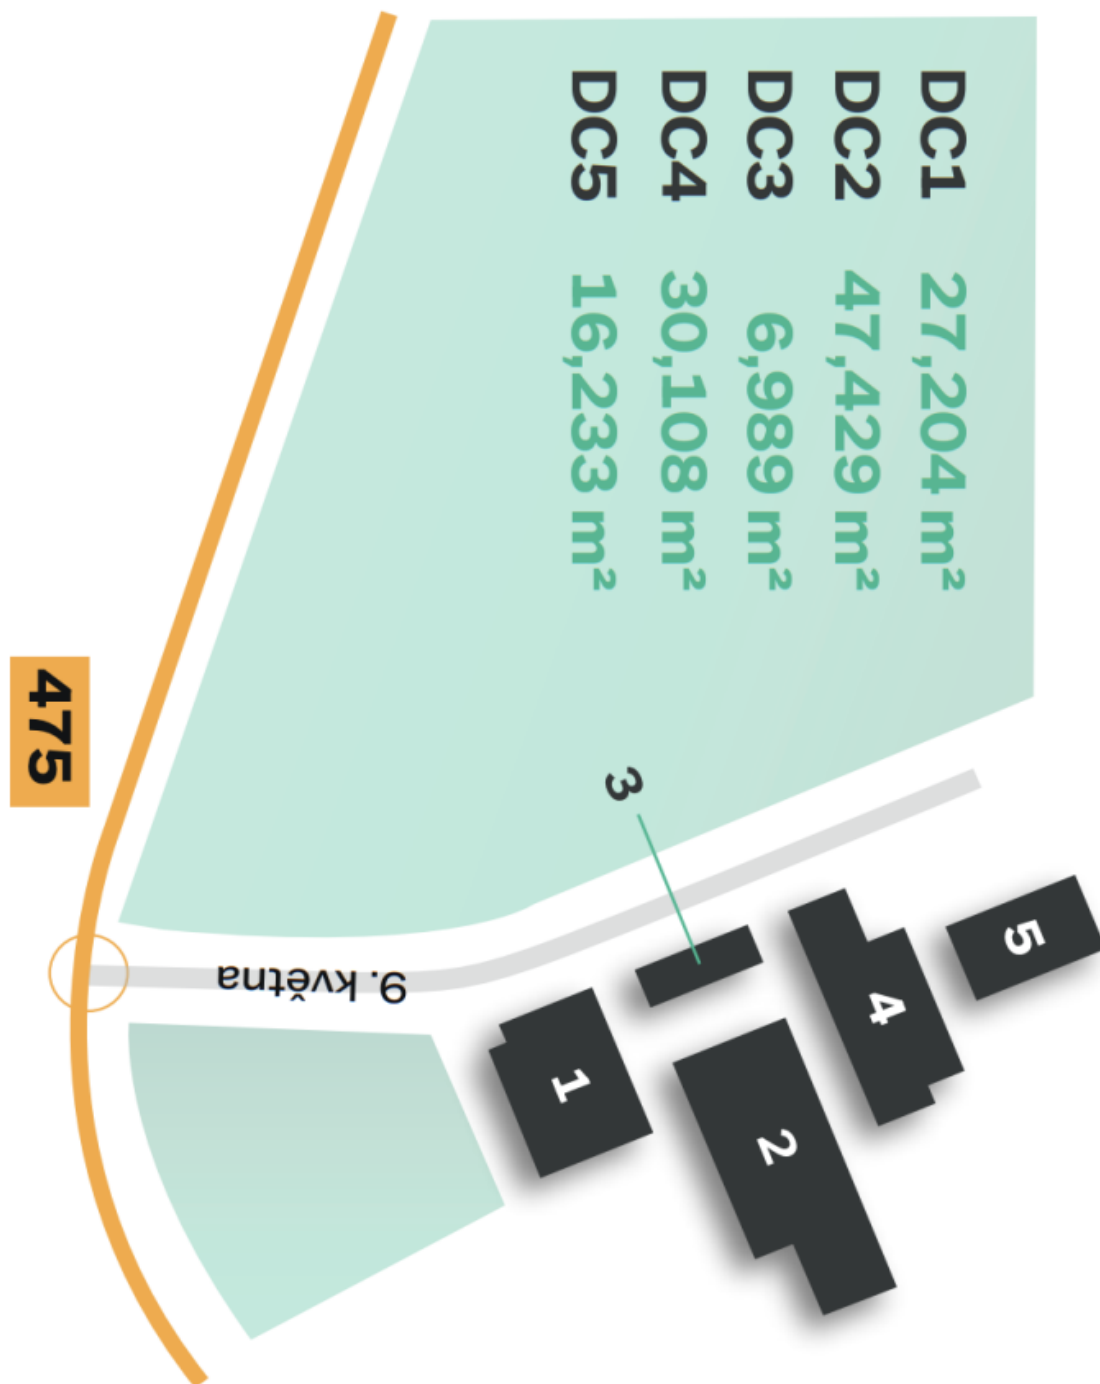 DC1 27,204 m²
DC2 47,429 m²
DC3 6,989 m²
DC4 30,108 m²
DC5 16,233 m²
475
9. května
3
5
4
1
2